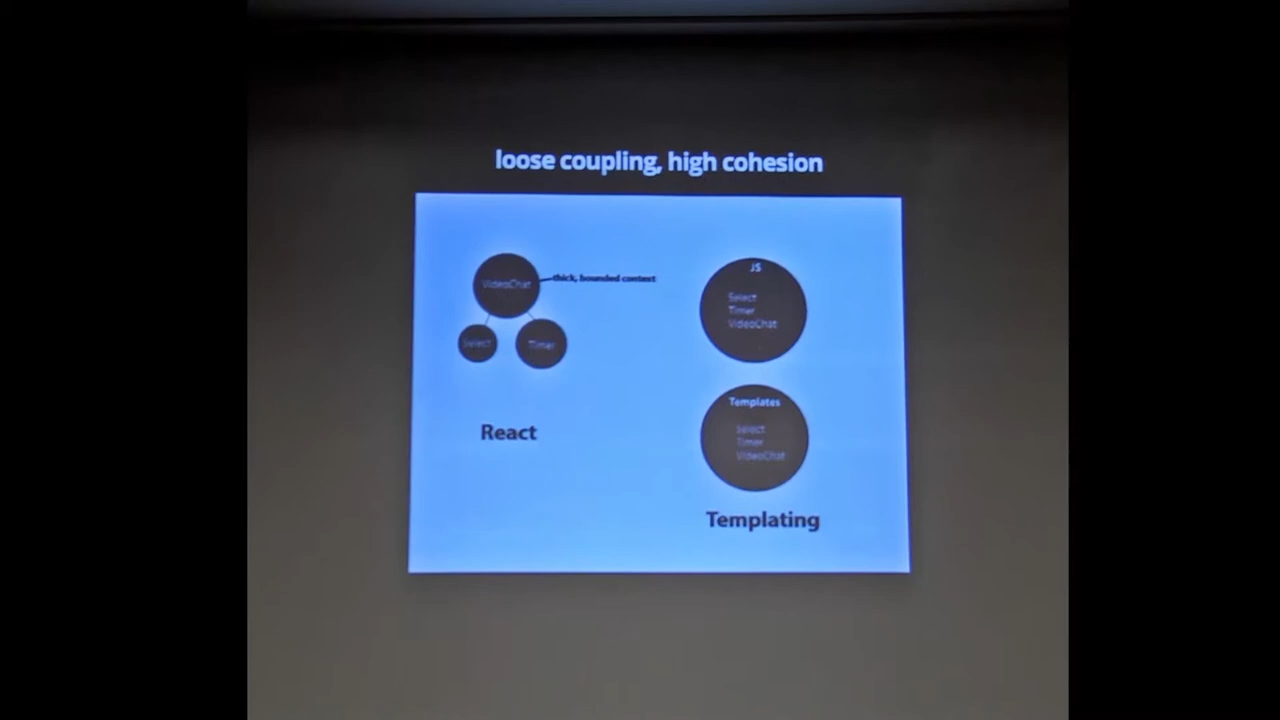 loose coupling, high cohesion
VideoChat
thick, bounded context
Select
Timer
React
JS
Select
Timer
VideoChat
Templates
Select
Timer
VideoChat
Templating